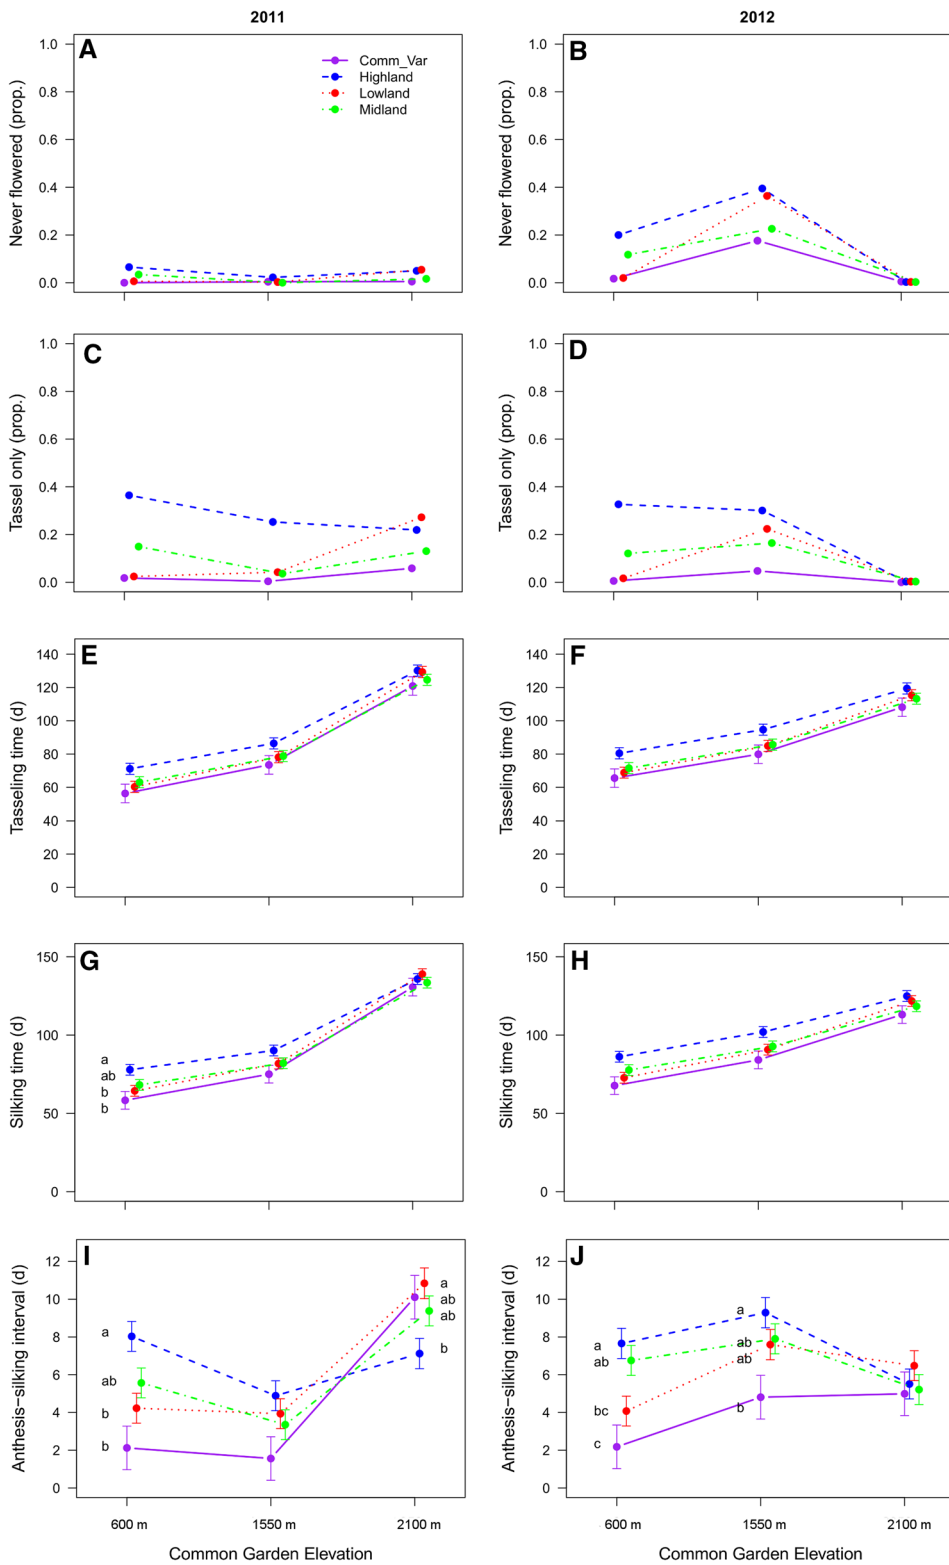 2011
2012
A
Never flowered (prop.)
1.0
0.8
0.6
0.4
0.2
0.0
Comm_Var
Highland
Lowland
Midland
B
Never flowered (prop.)
1.0
0.8
0.6
0.4
0.2
0.0
C
Tassel only (prop.)
1.0
0.8
0.6
0.4
0.2
0.0
D
Tassel only (prop.)
1.0
0.8
0.6
0.4
0.2
0.0
E
Tasseling time (d)
140
120
100
80
60
40
20
0
F
Tasseling time (d)
140
120
100
80
60
40
20
0
G
Silking time (d)
150
100
50
0
a
ab
b
b
H
Silking time (d)
150
100
50
0
I
Anthesis−silking interval (d)
12
10
8
6
4
2
0
a
ab
b
b
a
ab
ab
b
600 m
1550 m
2100 m
Common Garden Elevation
J
Anthesis−silking interval (d)
12
10
8
6
4
2
0
a
ab
bc
c
a
ab
ab
b
600 m
1550 m
2100 m
Common Garden Elevation